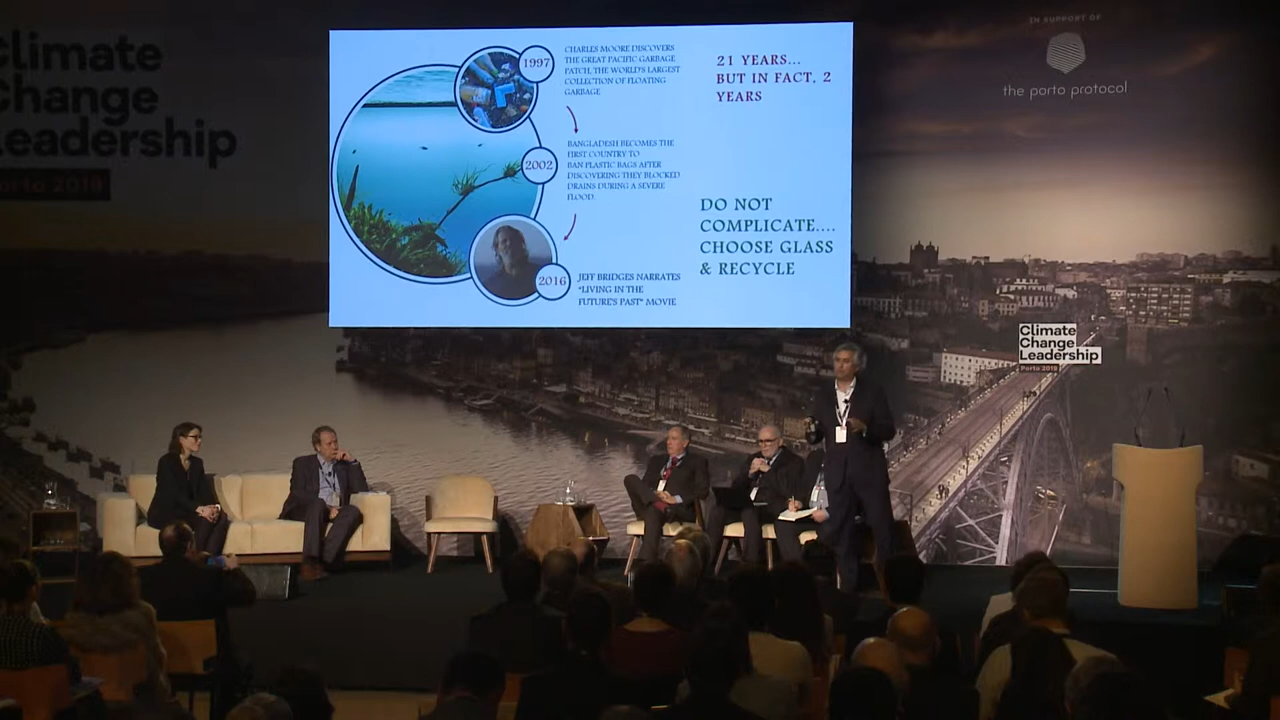 Climate
Change
Leadership
Porto 2018
1997
CHARLES MOORE DISCOVERS
THE GREAT PACIFIC GARBAGE
PATCH, THE WORLD'S LARGEST
COLLECTION OF FLOATING
GARBAGE
2002
BANGLADESH BECOMES THE
FIRST COUNTRY TO
BAN PLASTIC BAGS AFTER
DISCOVERING THEY BLOCKED
DRAINS DURING A SEVERE
FLOOD.
2016
JEFF BRIDGES NARRATES
"LIVING IN THE
FUTURE'S PAST" MOVIE
21 YEARS...
BUT IN FACT, 2
YEARS
DO NOT
COMPLICATE....
CHOOSE GLASS
& RECYCLE
IN SUPPORT OF
the porto protocol
Climate
Change
Leadership
Porto 2018